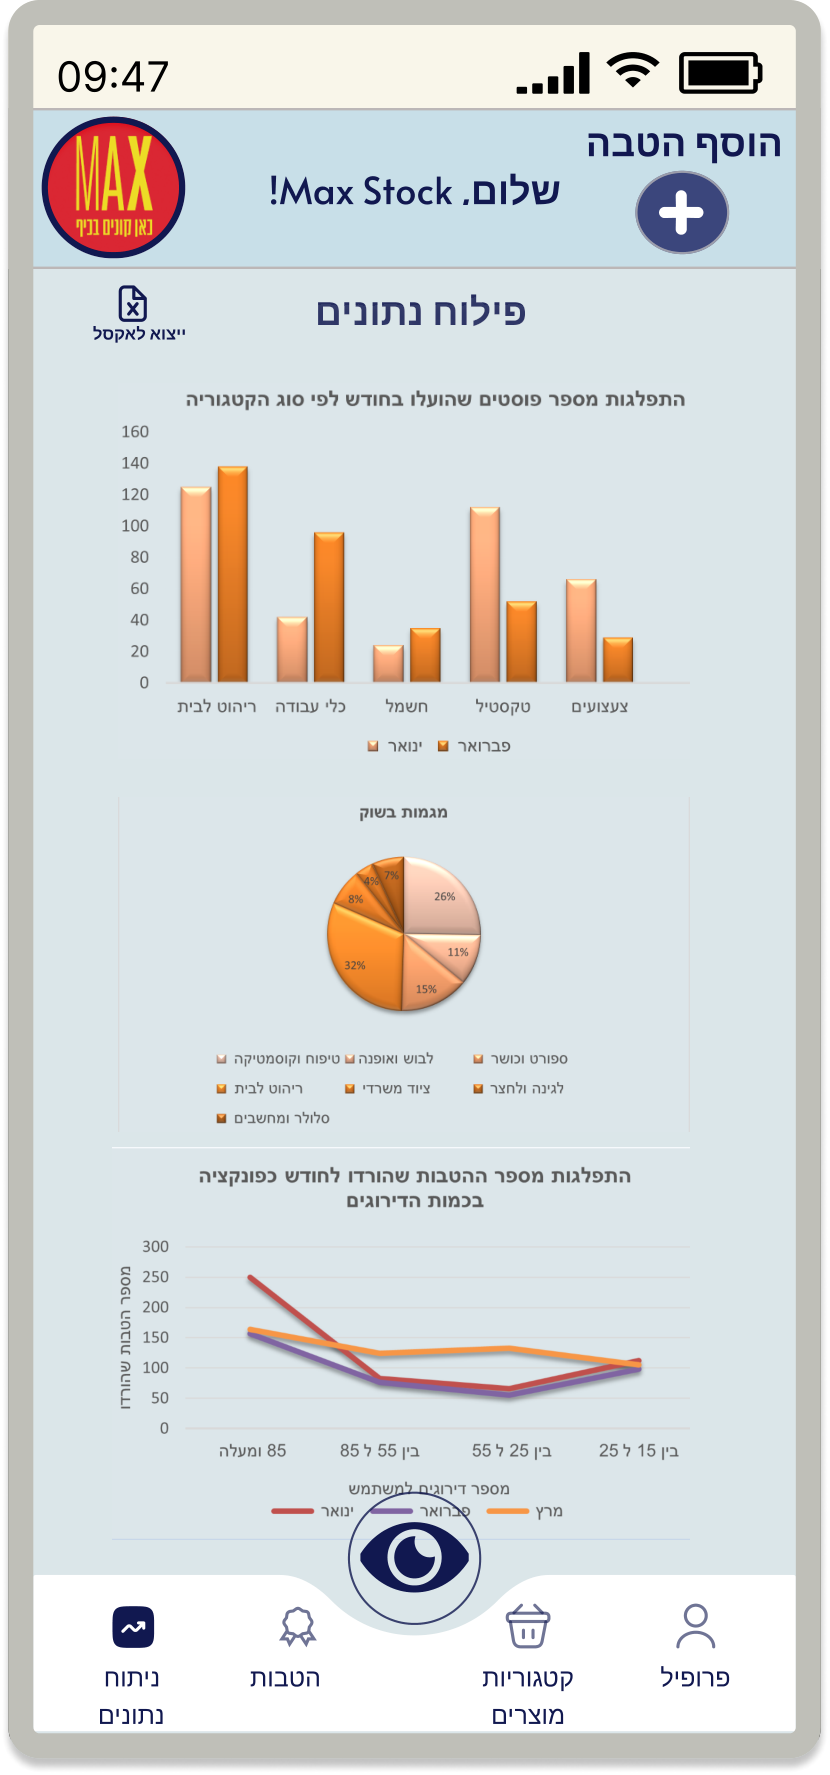 09:47
MAX
כאן קונים בכיף
שלום, Max Stock!
הוסף הטבה
פילוח נתונים
ייצוא לאקסל
התפלגות מספר פוסטים שהועלו בחודש לפי סוג הקטגוריה
160
140
120
100
80
60
40
20
0
ריהוט לבית
כלי עבודה
חשמל
טקסטיל
צעצועים
ינואר
פברואר
מגמות בשוק
26%
11%
15%
32%
8%
4%
7%
טיפוח וקוסמטיקה
לבוש ואופנה
ספורט וכושר
ריהוט לבית
ציוד משרדי
לגינה ולחצר
סלולר ומחשבים
התפלגות מספר ההטבות שהורדו לחודש כפונקציה
בכמות הדירוגים
מספר הטבות שהורדו
300
250
200
150
100
50
0
85 ומעלה
בין 55 ל 85
בין 25 ל 55
בין 15 ל 25
מספר דירוגים למשתמש
ינואר
פברואר
מרץ
פרופיל
קטגוריות
מוצרים
הטבות
ניתוח
נתונים